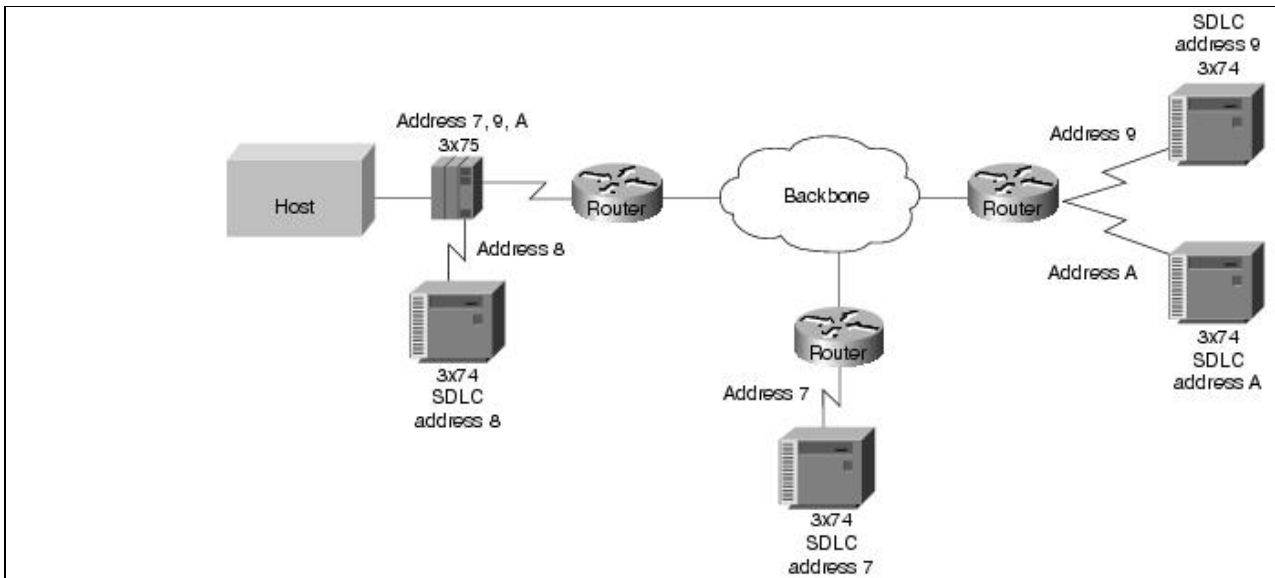 SDLC
address 9
3x74
Address 7, 9, A
3x75
Address 9
Host
Router
Backbone
Router
Address 8
Address A
3x74
SDLC
address 8
Router
3x74
SDLC
address A
Address 7
3x74
SDLC
address 7